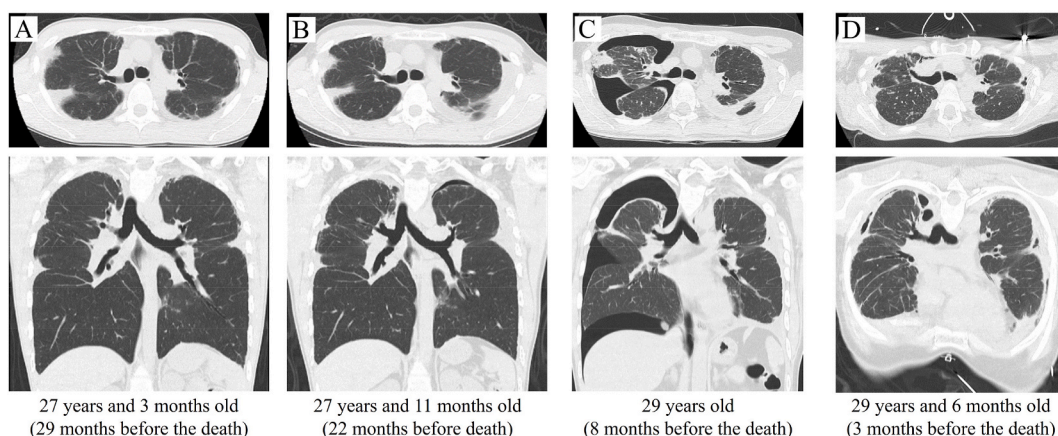 A
B
C
D
27 years and 3 months old
(29 months before the death)
27 years and 11 months old
(22 months before the death)
29 years old
(8 months before the death)
29 years and 6 months old
(3 months before the death)